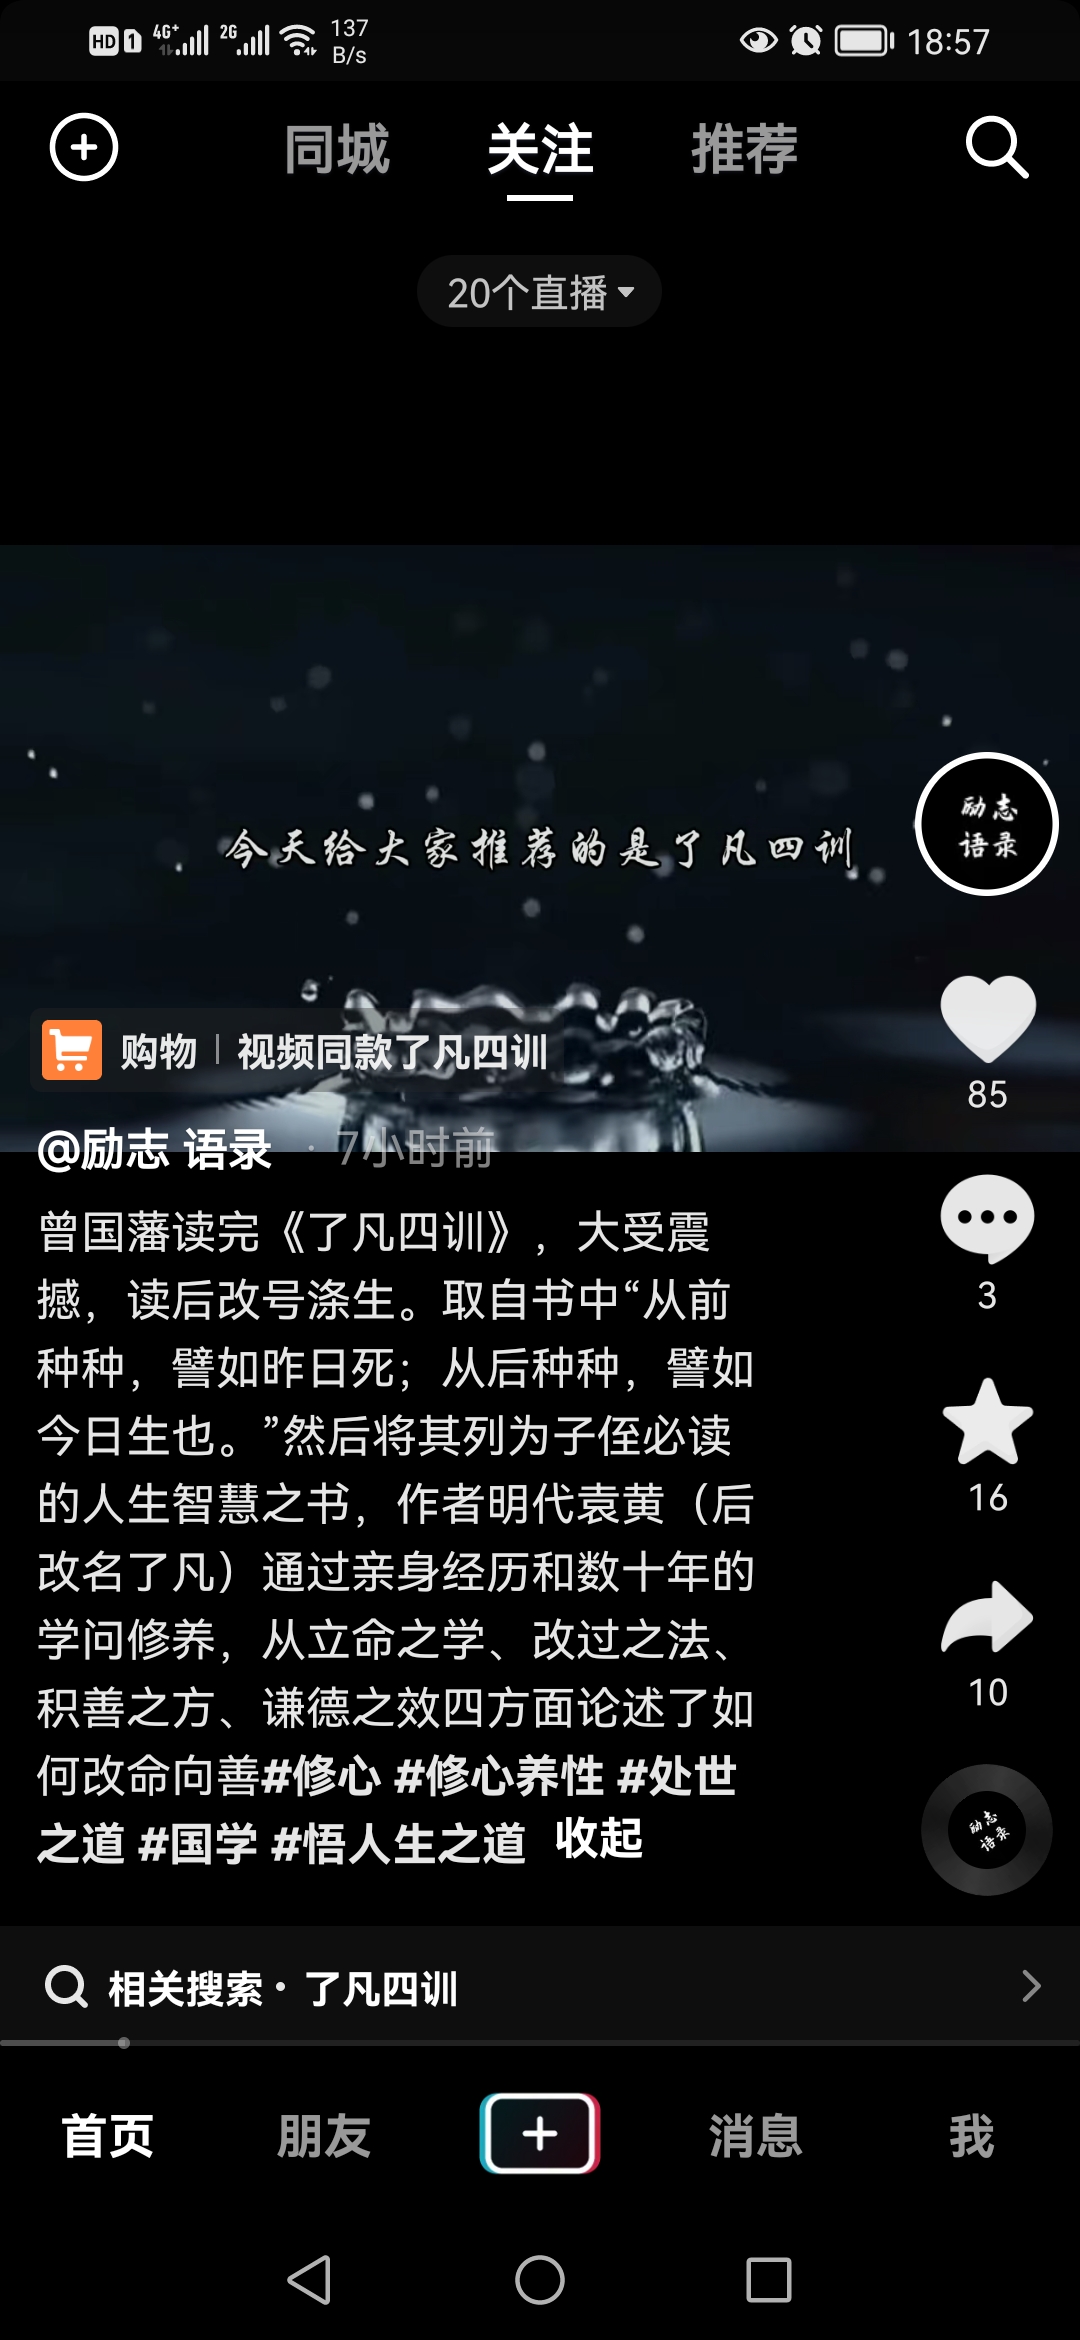 HD 1 4G+ 2G 137 B/s 18:57
同城 关注 推荐
20个直播
今天给大家推荐的是了凡四训
励志
语录
购物 | 视频同款了凡四训
85
@励志 语录 · 7小时前
曾国藩读完《了凡四训》，大受震
撼，读后改号涤生。取自书中“从前
种种，譬如昨日死；从后种种，譬如
今日生也。”然后将其列为子侄必读
的人生智慧之书，作者明代袁黄（后
改名了凡）通过亲身经历和数十年的
学问修养，从立命之学、改过之法、
积善之方、谦德之效四方面论述了如
何改命向善#修心 #修心养性 #处世
之道 #国学 #悟人生之道 收起
3
16
10
励志
语录
相关搜索 · 了凡四训
首页 朋友 消息 我